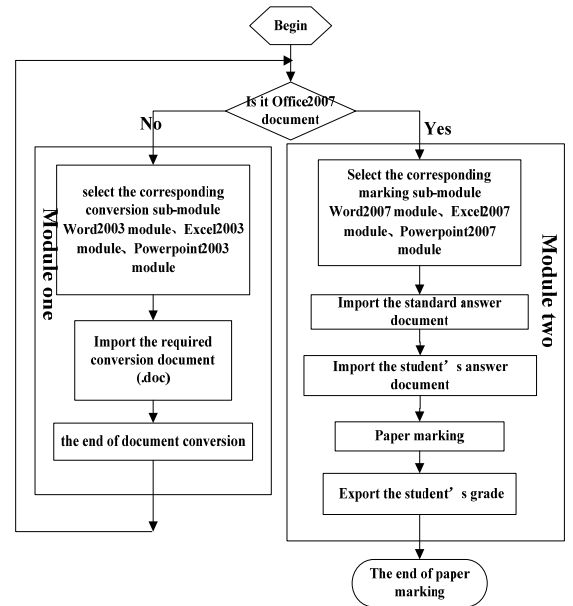 Begin
Is it Office2007
document
No
Yes
Module one
select the corresponding
conversion sub-module
Word2003 module、Excel2003
module、Powerpoint2003
module
Import the required
conversion document
(.doc)
the end of document conversion
Select the corresponding
marking sub-module
Word2007 module、Excel2007
module、Powerpoint2007
module
Module two
Import the standard answer
document
Import the student’s answer
document
Paper marking
Export the student’s grade
The end of paper
marking